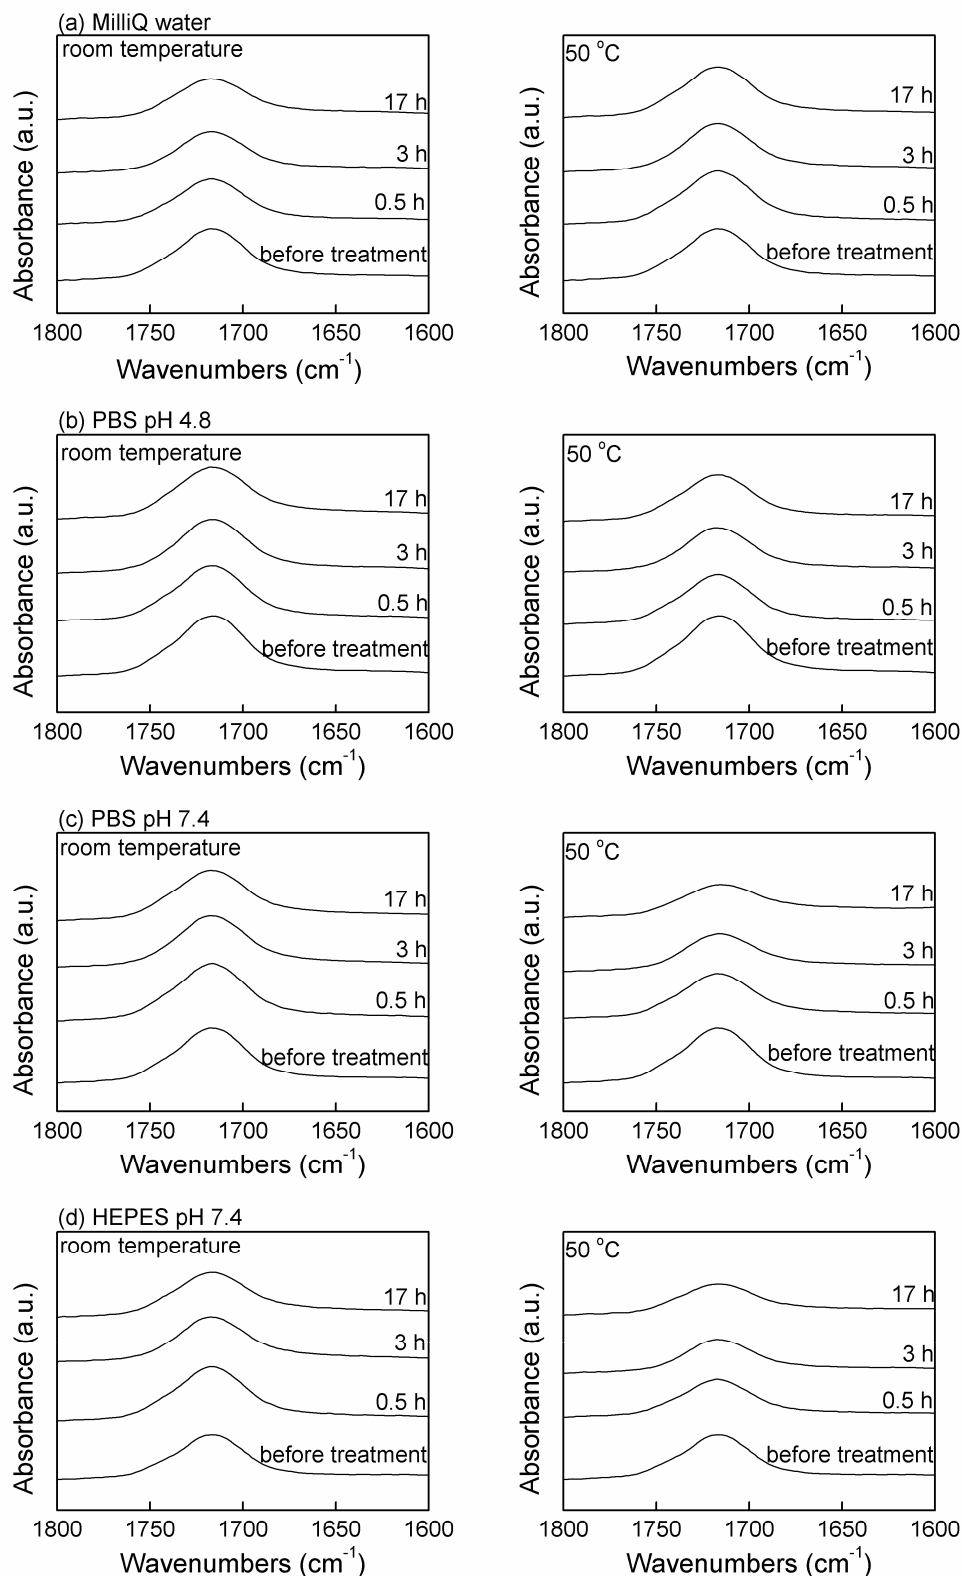 (a) MilliQ water
room temperature
17 h
3 h
0.5 h
before treatment
Absorbance (a.u.)
1800 1750 1700 1650 1600
Wavenumbers (cm⁻¹)
50 °C
17 h
3 h
0.5 h
before treatment
Absorbance (a.u.)
1800 1750 1700 1650 1600
Wavenumbers (cm⁻¹)
(b) PBS pH 4.8
room temperature
17 h
3 h
0.5 h
before treatment
Absorbance (a.u.)
1800 1750 1700 1650 1600
Wavenumbers (cm⁻¹)
50 °C
17 h
3 h
0.5 h
before treatment
Absorbance (a.u.)
1800 1750 1700 1650 1600
Wavenumbers (cm⁻¹)
(c) PBS pH 7.4
room temperature
17 h
3 h
0.5 h
before treatment
Absorbance (a.u.)
1800 1750 1700 1650 1600
Wavenumbers (cm⁻¹)
50 °C
17 h
3 h
0.5 h
before treatment
Absorbance (a.u.)
1800 1750 1700 1650 1600
Wavenumbers (cm⁻¹)
(d) HEPES pH 7.4
room temperature
17 h
3 h
0.5 h
before treatment
Absorbance (a.u.)
1800 1750 1700 1650 1600
Wavenumbers (cm⁻¹)
50 °C
17 h
3 h
0.5 h
before treatment
Absorbance (a.u.)
1800 1750 1700 1650 1600
Wavenumbers (cm⁻¹)